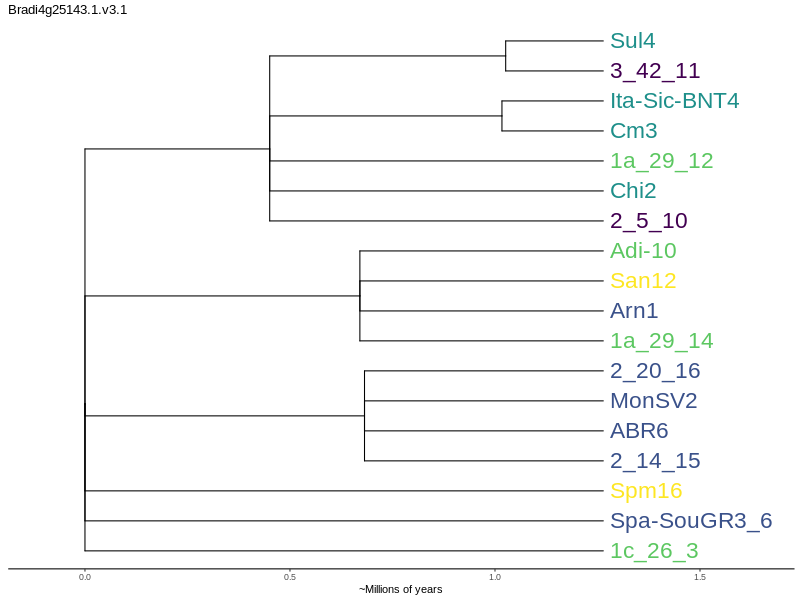 Bradi4g25143.1.v3.1
Sul4
3_42_11
Ita-Sic-BNT4
Cm3
1a_29_12
Chi2
2_5_10
Adi-10
San12
Arn1
1a_29_14
2_20_16
MonSV2
ABR6
2_14_15
Spm16
Spa-SouGR3_6
1c_26_3
0.0 0.5 1.0 1.5
~Millions of years